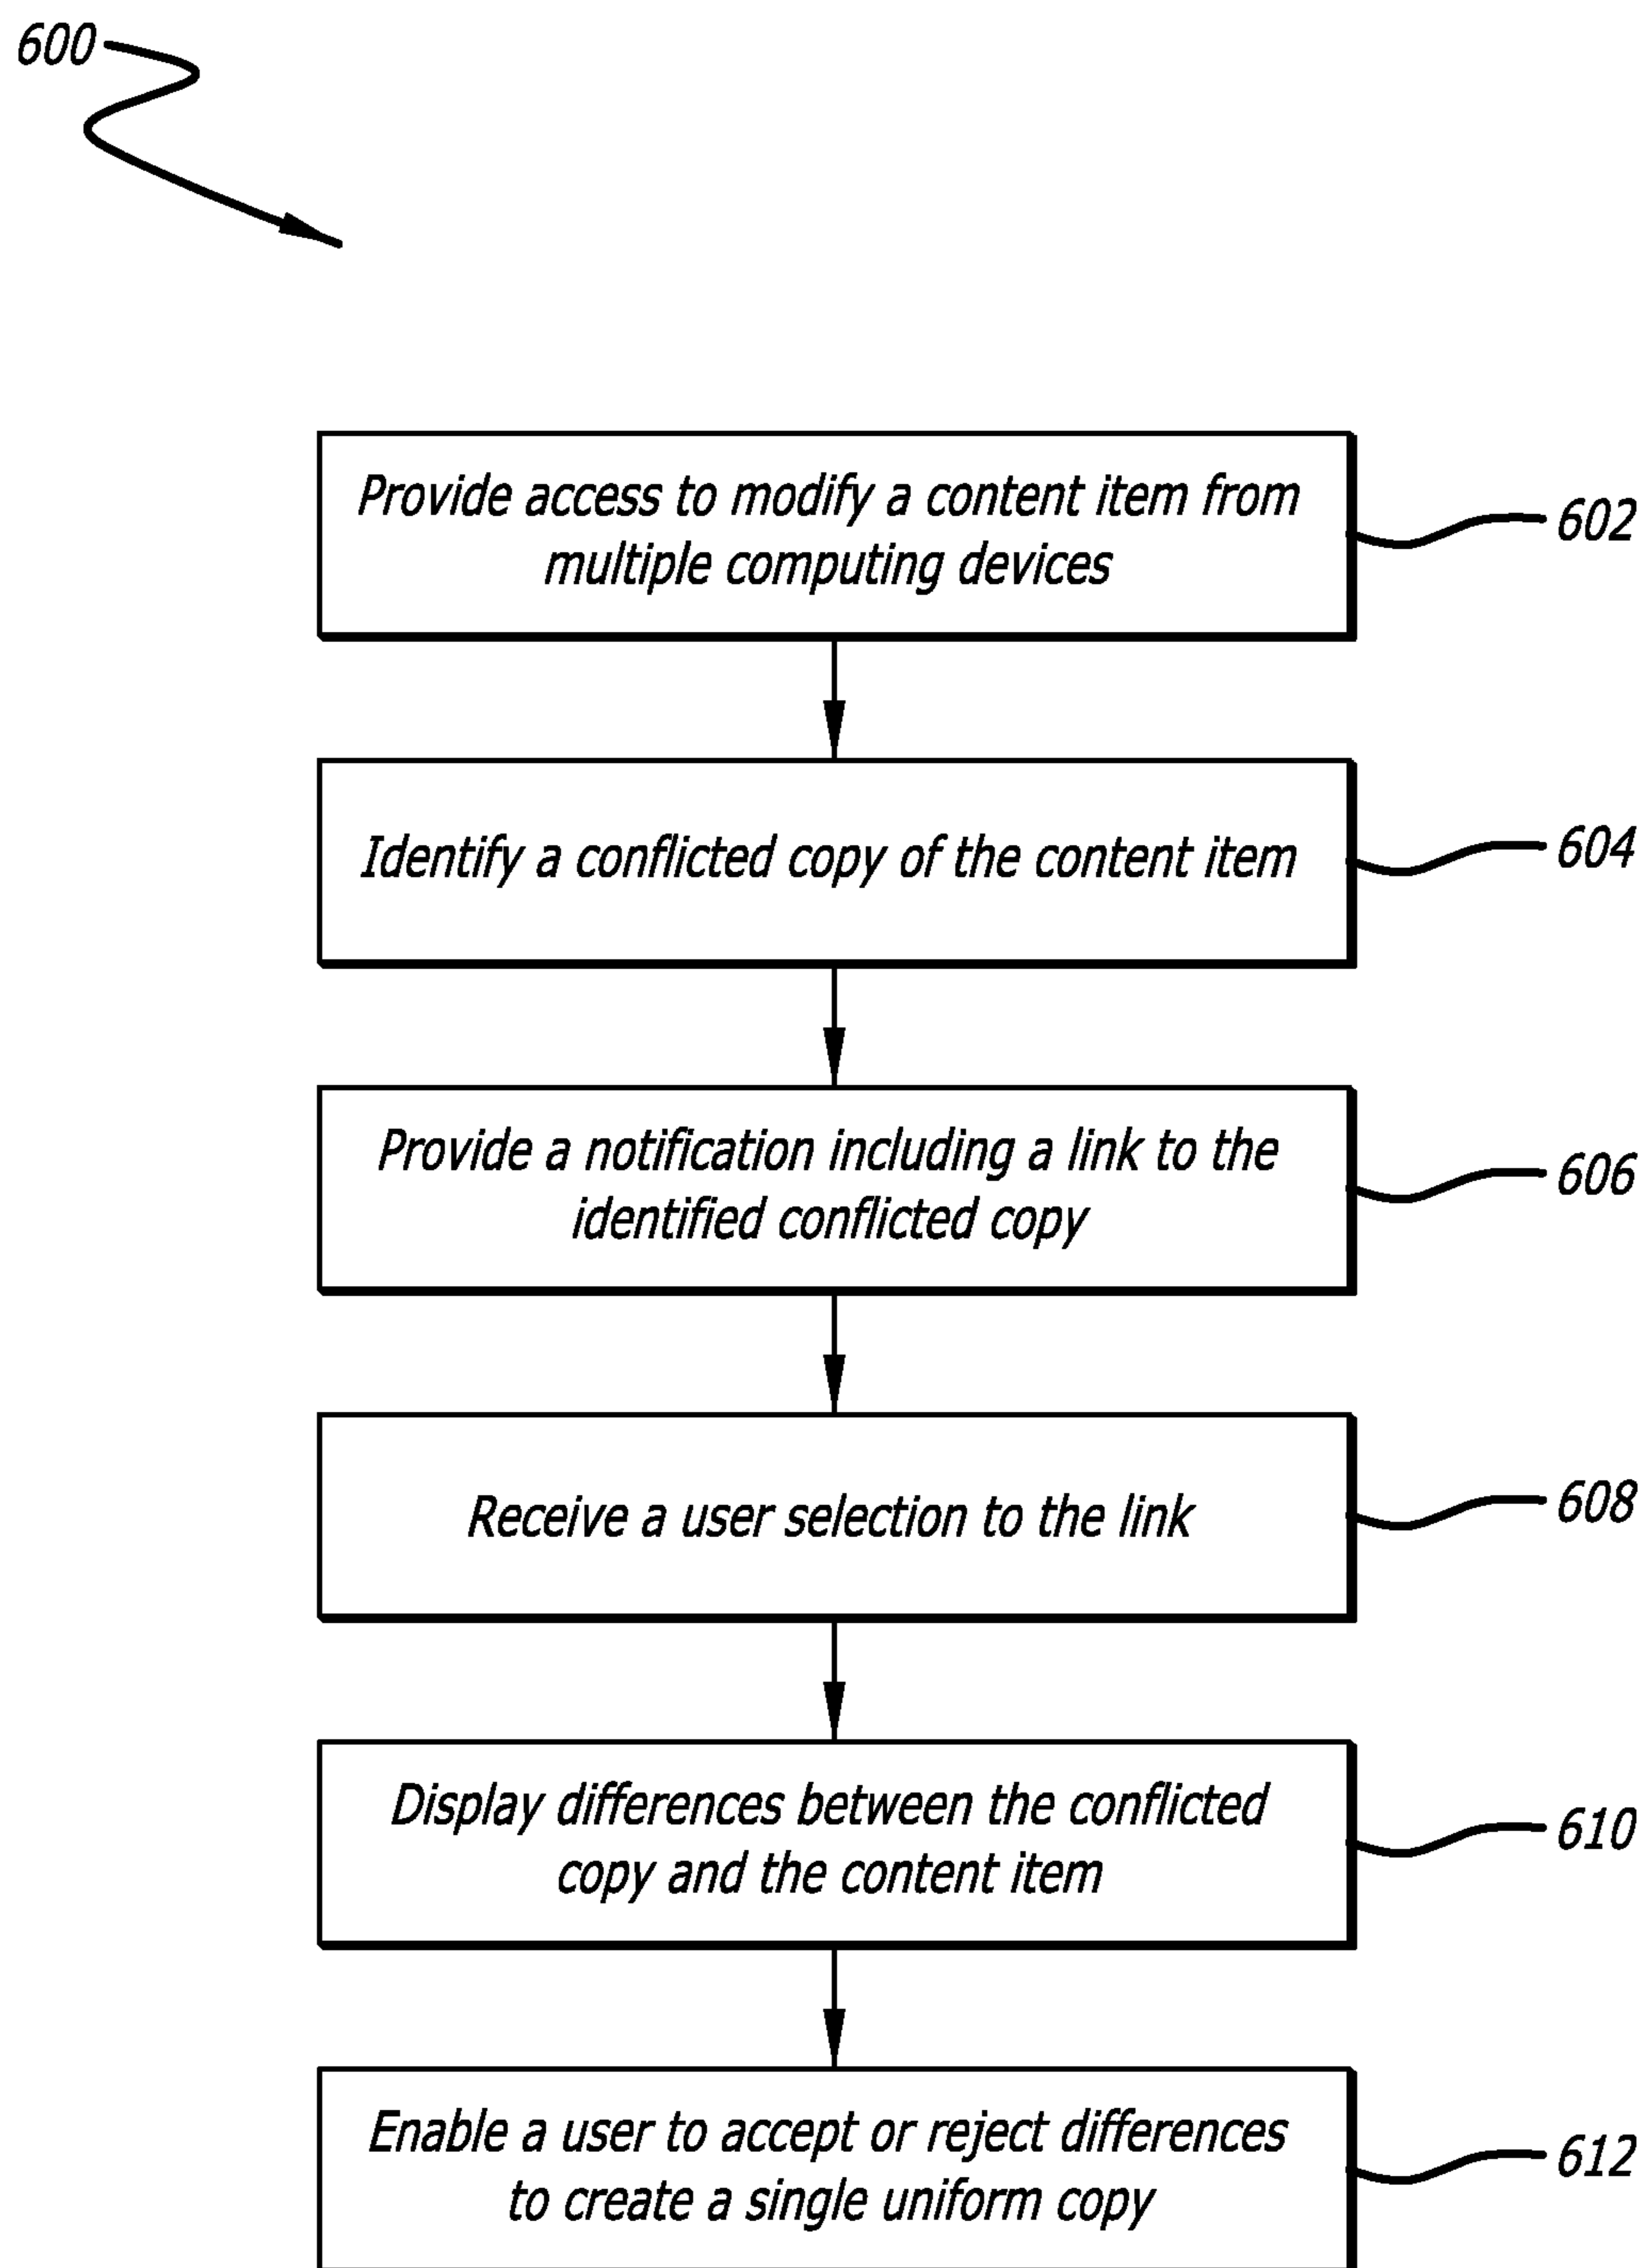 600
Provide access to modify a content item from
multiple computing devices
602
Identify a conflicted copy of the content item
604
Provide a notification including a link to the
identified conflicted copy
606
Receive a user selection to the link
608
Display differences between the conflicted
copy and the content item
610
Enable a user to accept or reject differences
to create a single uniform copy
612